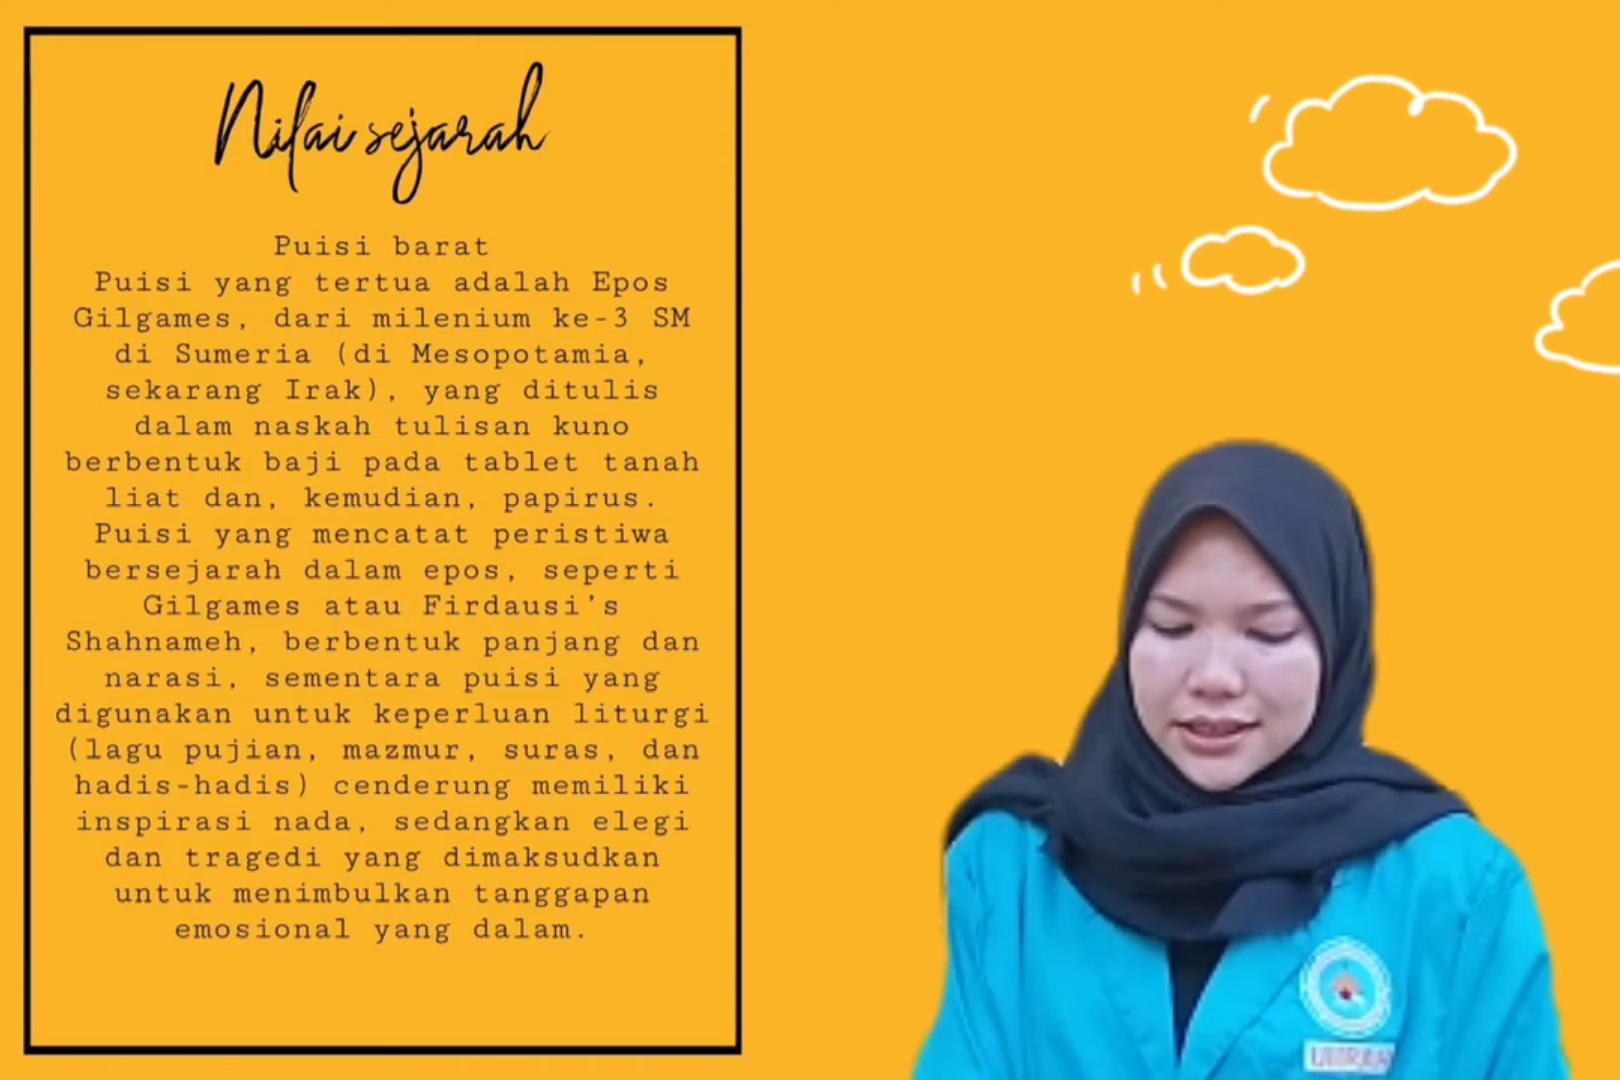 Nilai sejarah
Puisi barat
Puisi yang tertua adalah Epos
Gilgames, dari milenium ke-3 SM
di Sumeria (di Mesopotamia,
sekarang Irak), yang ditulis
dalam naskah tulisan kuno
berbentuk baji pada tablet tanah
liat dan, kemudian, papirus.
Puisi yang mencatat peristiwa
bersejarah dalam epos, seperti
Gilgames atau Firdausi's
Shahnameh, berbentuk panjang dan
narasi, sementara puisi yang
digunakan untuk keperluan liturgi
(lagu pujian, mazmur, suras, dan
hadis-hadis) cenderung memiliki
inspirasi nada, sedangkan elegi
dan tragedi yang dimaksudkan
untuk menimbulkan tanggapan
emosional yang dalam.